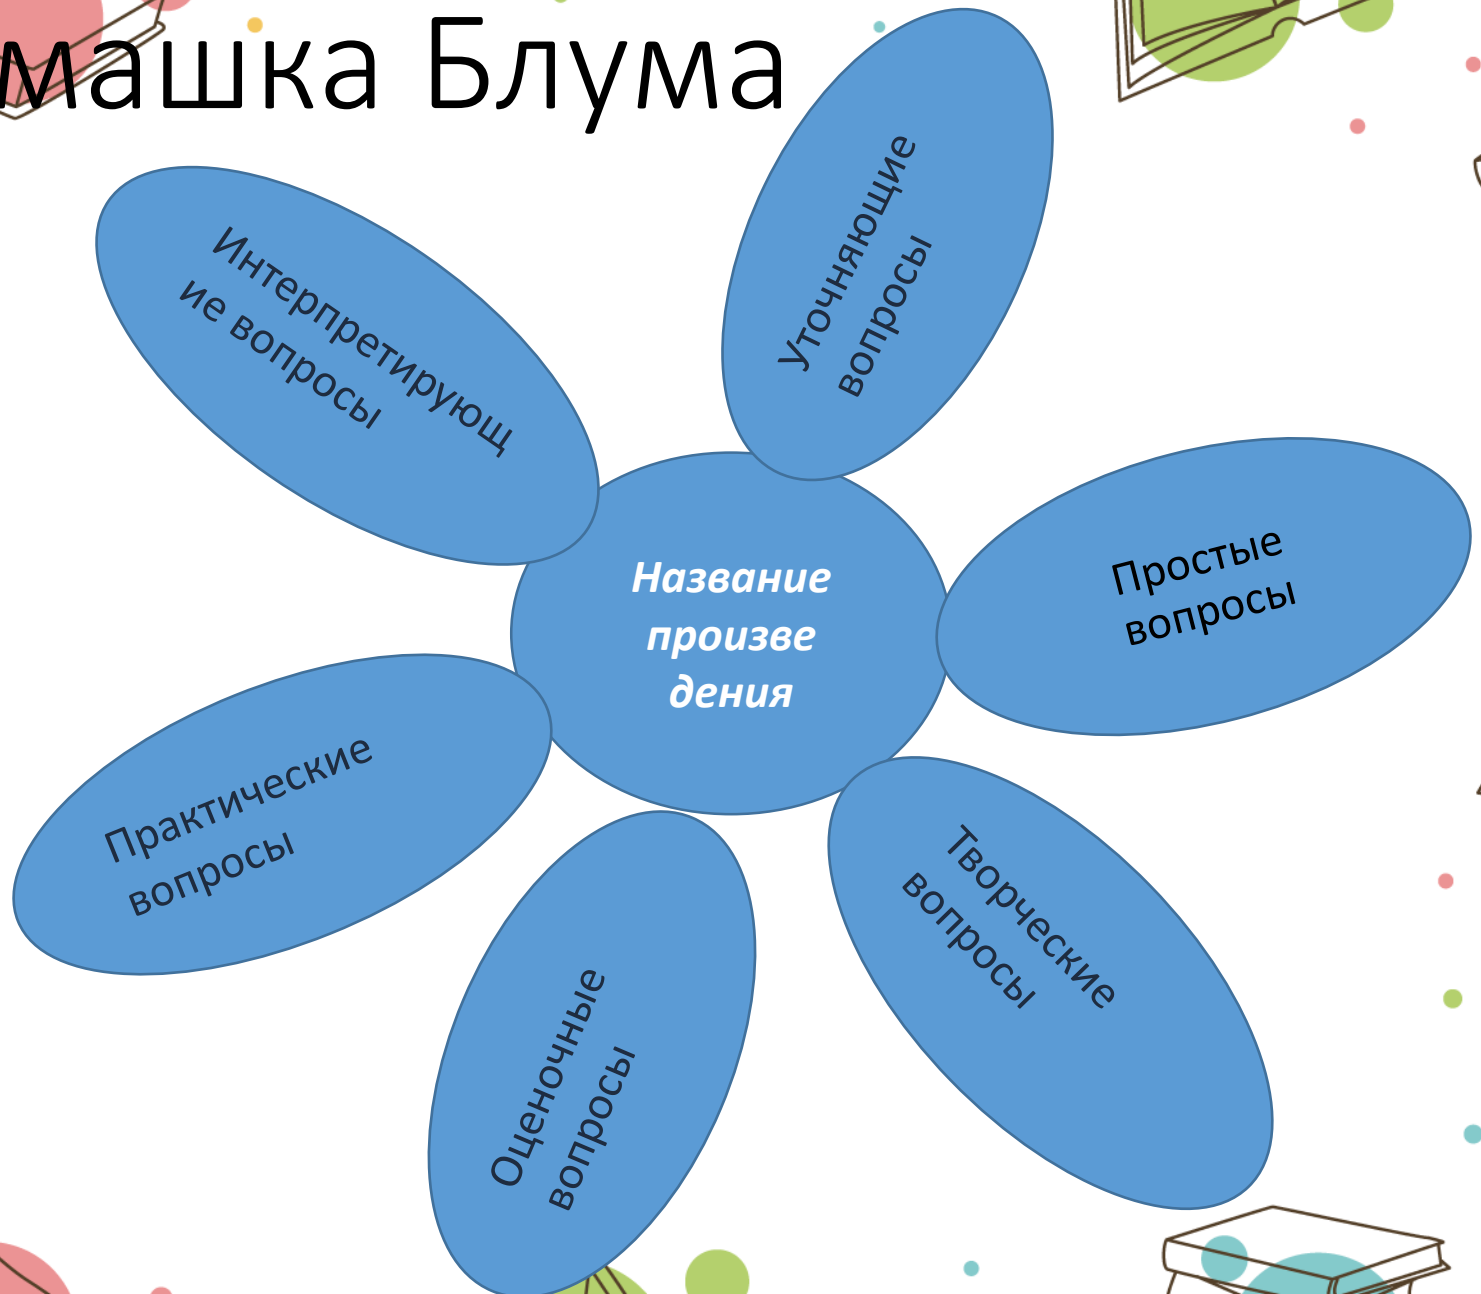 машка Блума
Уточняющие
вопросы
Интерпретирующ
ие вопросы
Простые
вопросы
Название
произве
дения
Практические
вопросы
Творческие
вопросы
Оценочные
вопросы